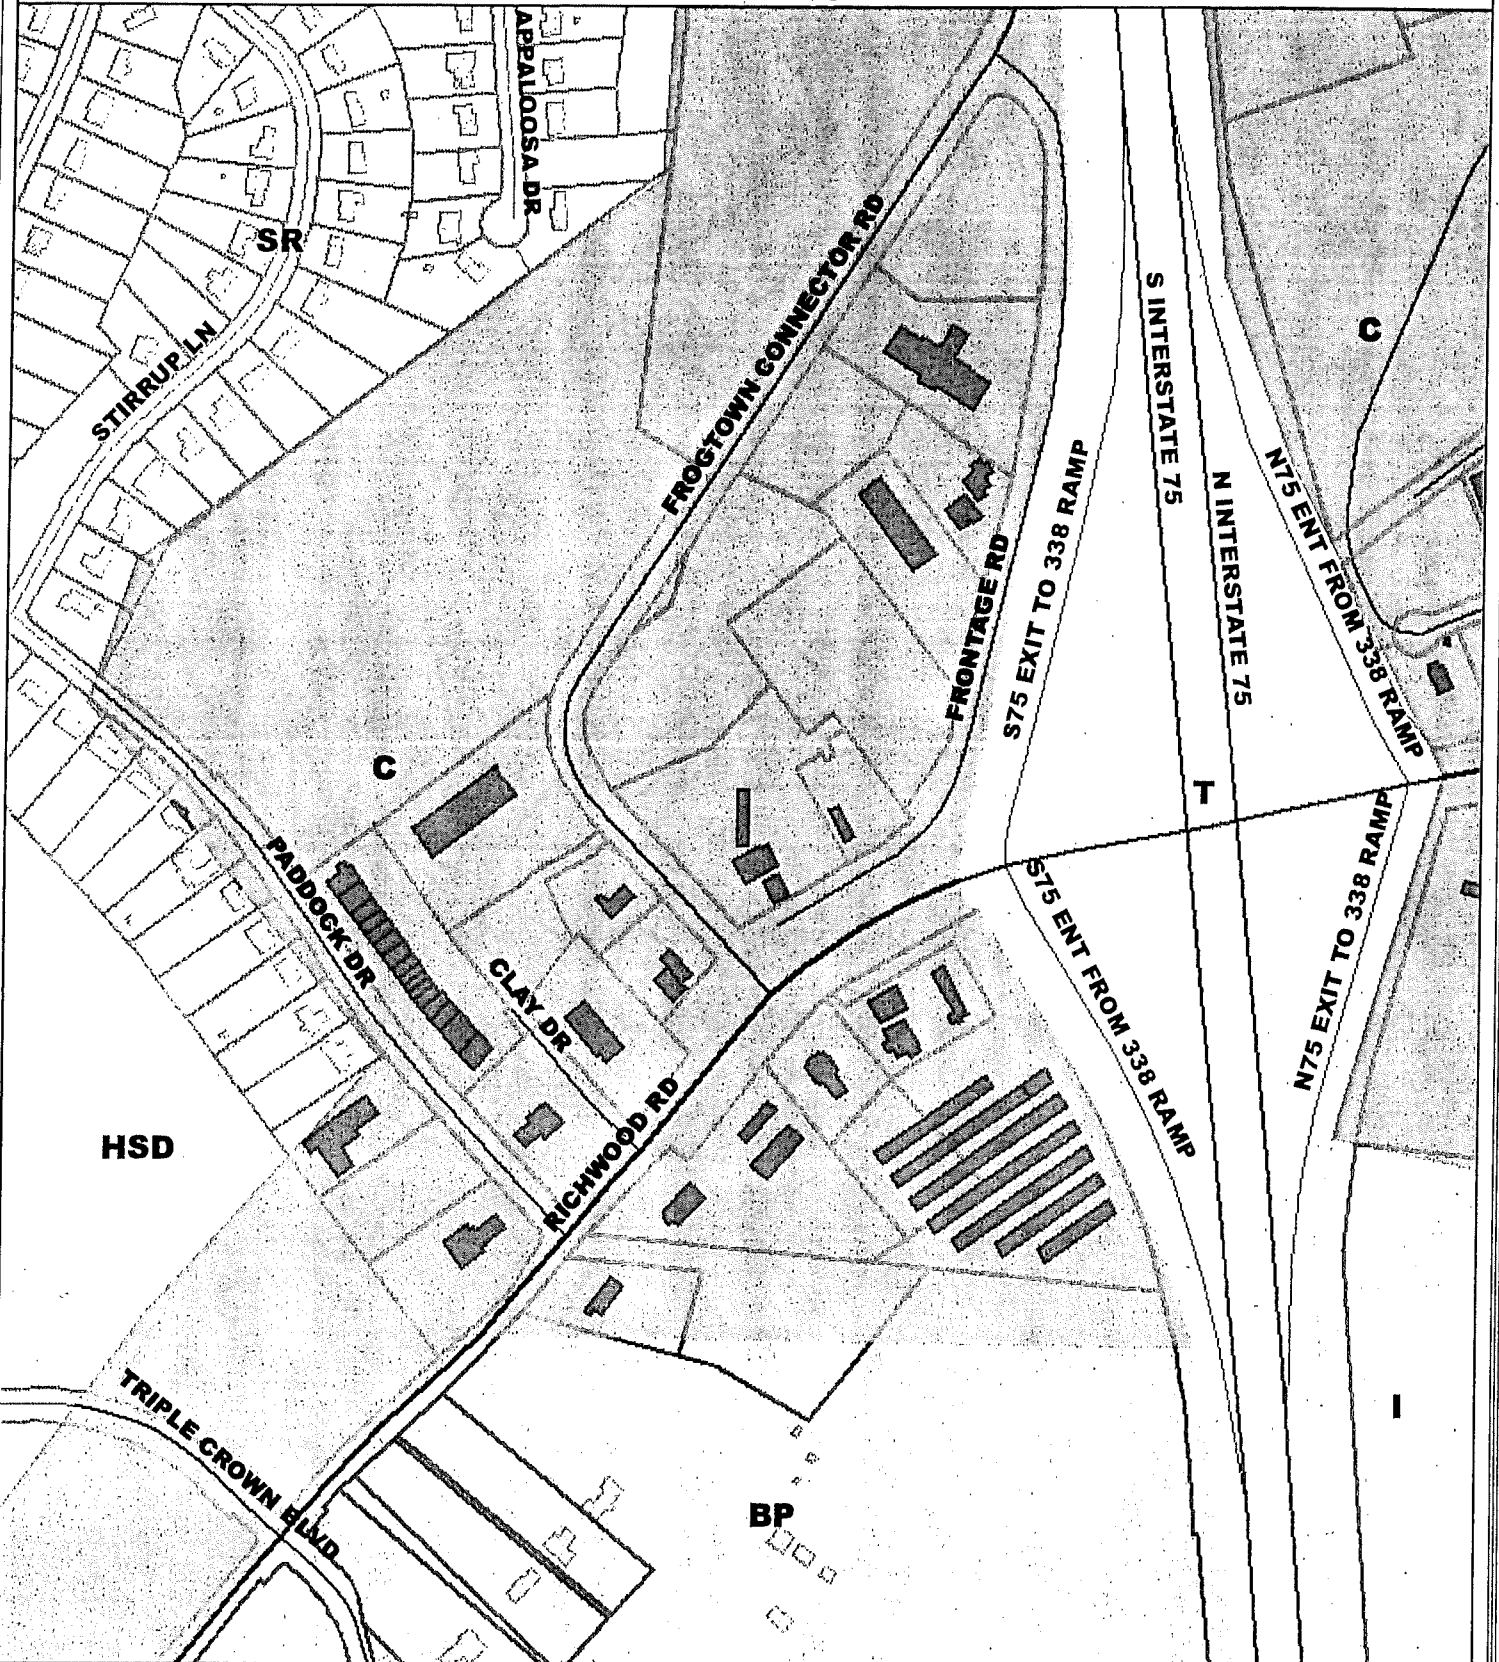 APPALOOSA DR
SR
STIRRUP LN
FROGTOWN CONNECTOR RD
S INTERSTATE 75
C
N INTERSTATE 75
N75 ENT FROM 338 RAMP
S75 EXIT TO 338 RAMP
FRONTAGE RD
C
T
PADDOCK DR
CLAY DR
S75 ENT FROM 338 RAMP
N75 EXIT TO 338 RAMP
RICHWOOD RD
HSD
TRIPLE CROWN BLVD
I
BP